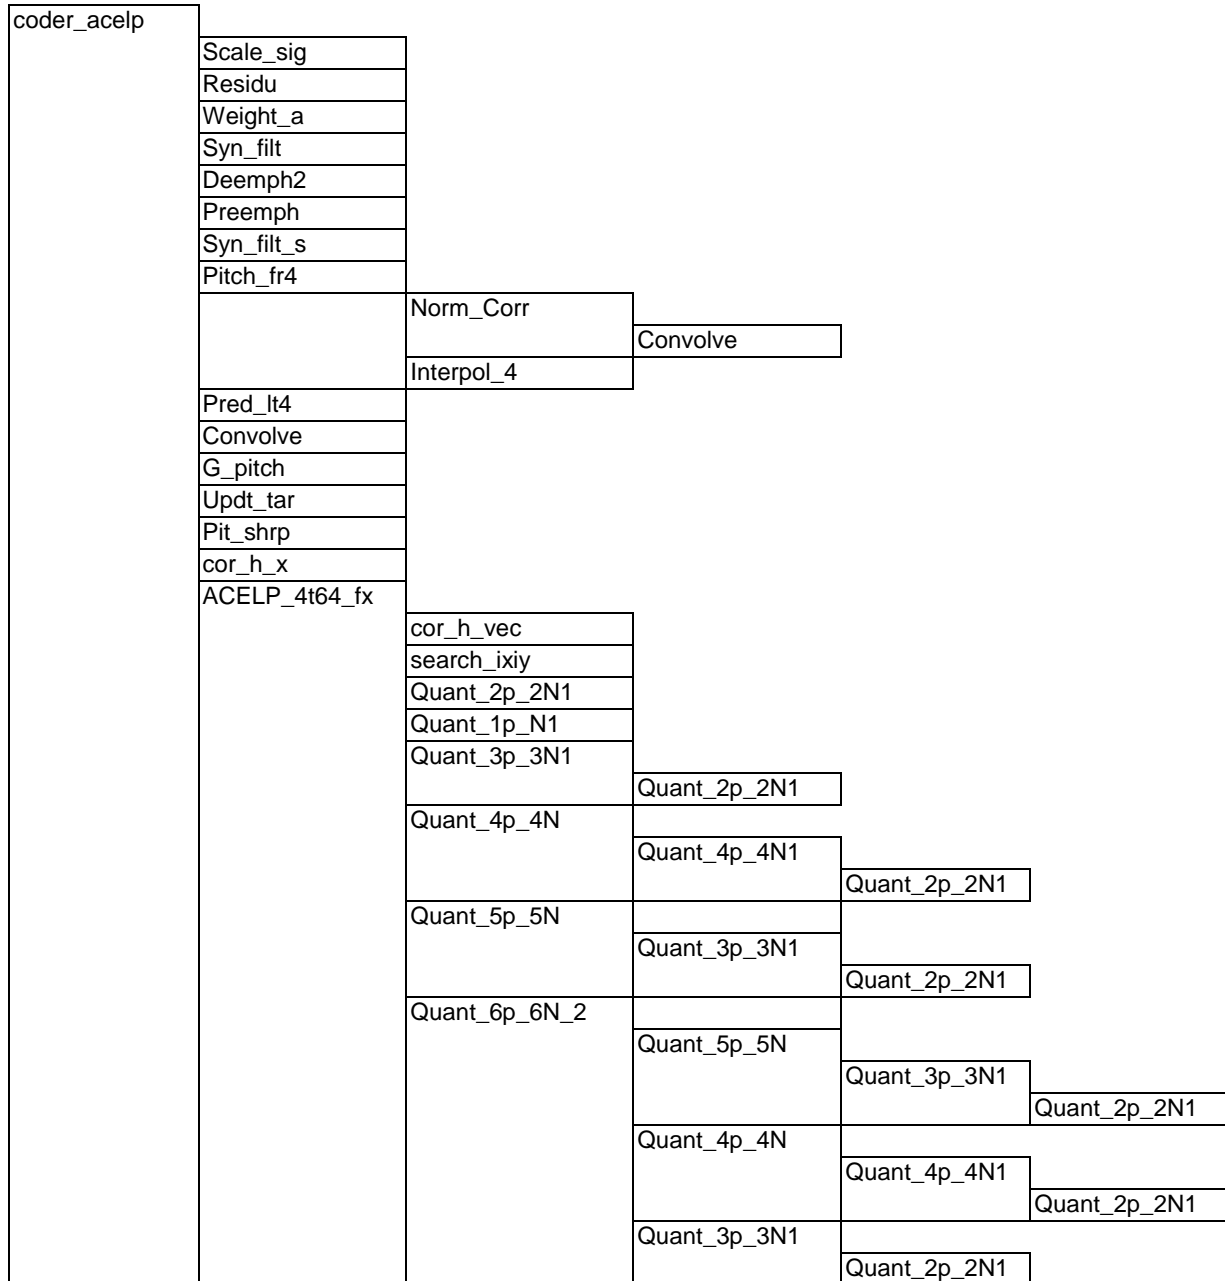 coder_acelp
Scale_sig
Residu
Weight_a
Syn_filt
Deemph2
Preemph
Syn_filt_s
Pitch_fr4
Norm_Corr
Convolve
Interpol_4
Pred_lt4
Convolve
G_pitch
Updt_tar
Pit_shrp
cor_h_x
ACELP_4t64_fx
cor_h_vec
search_ixiy
Quant_2p_2N1
Quant_1p_N1
Quant_3p_3N1
Quant_2p_2N1
Quant_4p_4N
Quant_4p_4N1
Quant_2p_2N1
Quant_5p_5N
Quant_3p_3N1
Quant_2p_2N1
Quant_6p_6N_2
Quant_5p_5N
Quant_3p_3N1
Quant_2p_2N1
Quant_4p_4N
Quant_4p_4N1
Quant_2p_2N1
Quant_3p_3N1
Quant_2p_2N1